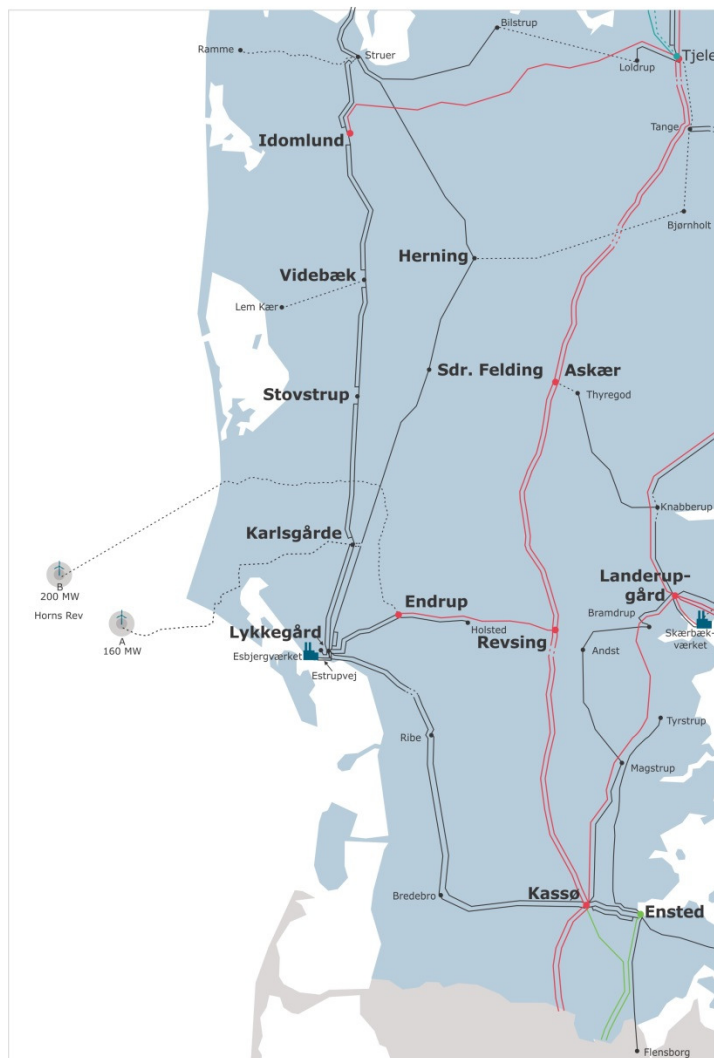 Bilstrup
Ramme
Struer
Tjele
Loldrup
Idomlund
Tange
Bjørnholt
Herning
Videbæk
Lem Kær
Sdr. Felding
Askær
Stovstrup
Thyregod
Knabberup
Karlsgårde
B
200 MW
Horns Rev
A
160 MW
Endrup
Landerup-
gård
Bramdrup
Holsted
Skærbæk-
værket
Lykkegård
Revsing
Esbjergværket
Andst
Estrupvej
Tyrstrup
Ribe
Magstrup
Bredebro
Kassø
Ensted
Flensborg